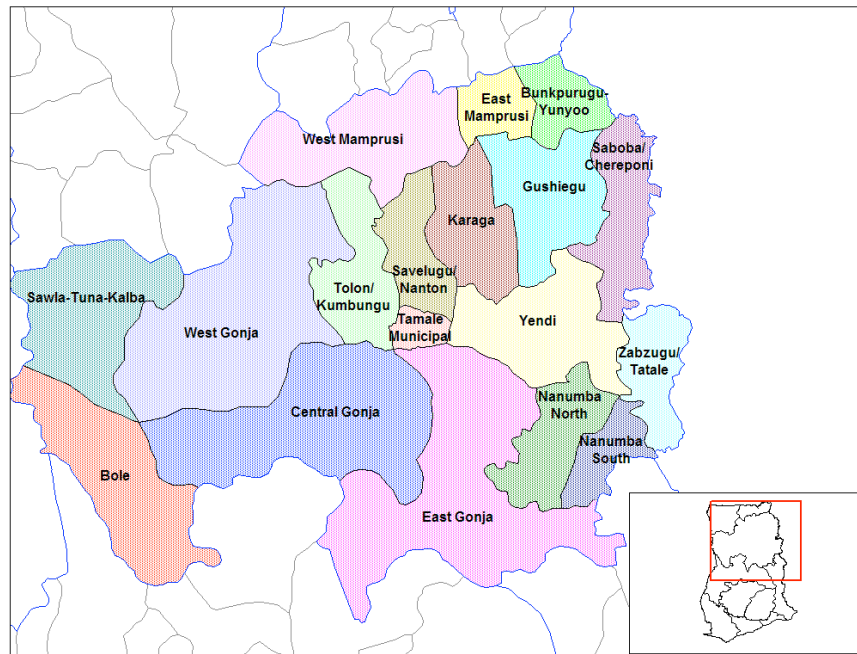 Bunkpurugu-
Yunyoo
East
Mamprusi
West Mamprusi
Saboba/
Chereponi
Gushiegu
Karaga
Savelugu/
Nanton
Tolon/
Kumbungu
Sawla-Tuna-Kalba
West Gonja
Tamale
Municipal
Yendi
Zabzugu/
Tatale
Nanumba
North
Central Gonja
Nanumba
South
Bole
East Gonja